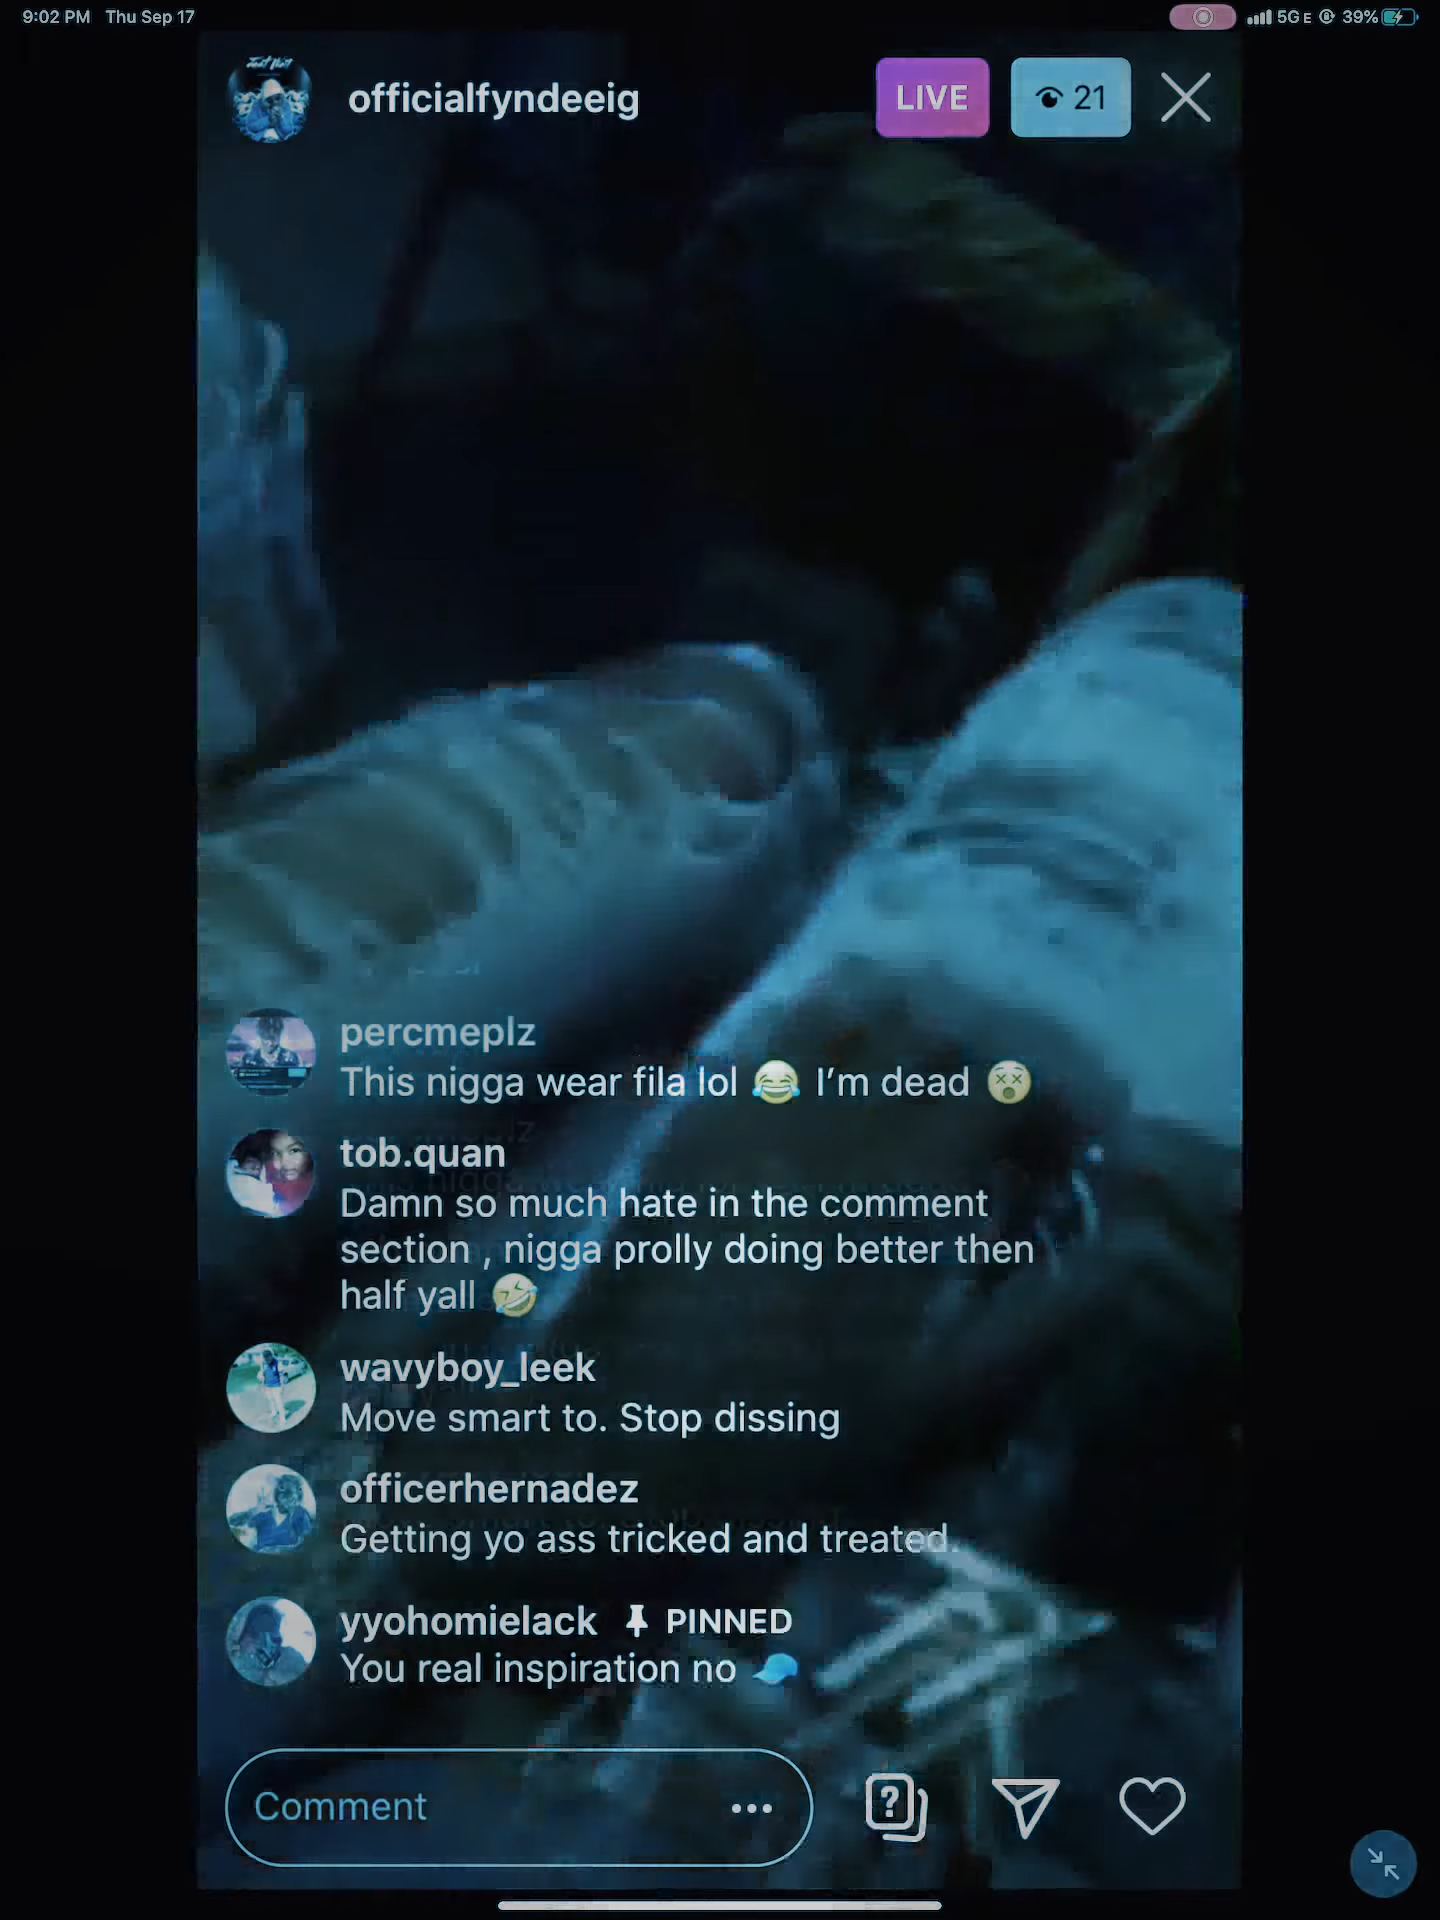 9:02 PM Thu Sep 17
5G E 39%
officialfyndeeig
LIVE
21
percmeplz
This nigga wear fila lol 😂 I’m dead 😵
tob.quan
Damn so much hate in the comment
section , nigga prolly doing better then
half yall 🤣
wavyboy_leek
Move smart to. Stop dissing
officerhernadez
Getting yo ass tricked and treated.
yyohomielack PINNED
You real inspiration no 🧢
Comment